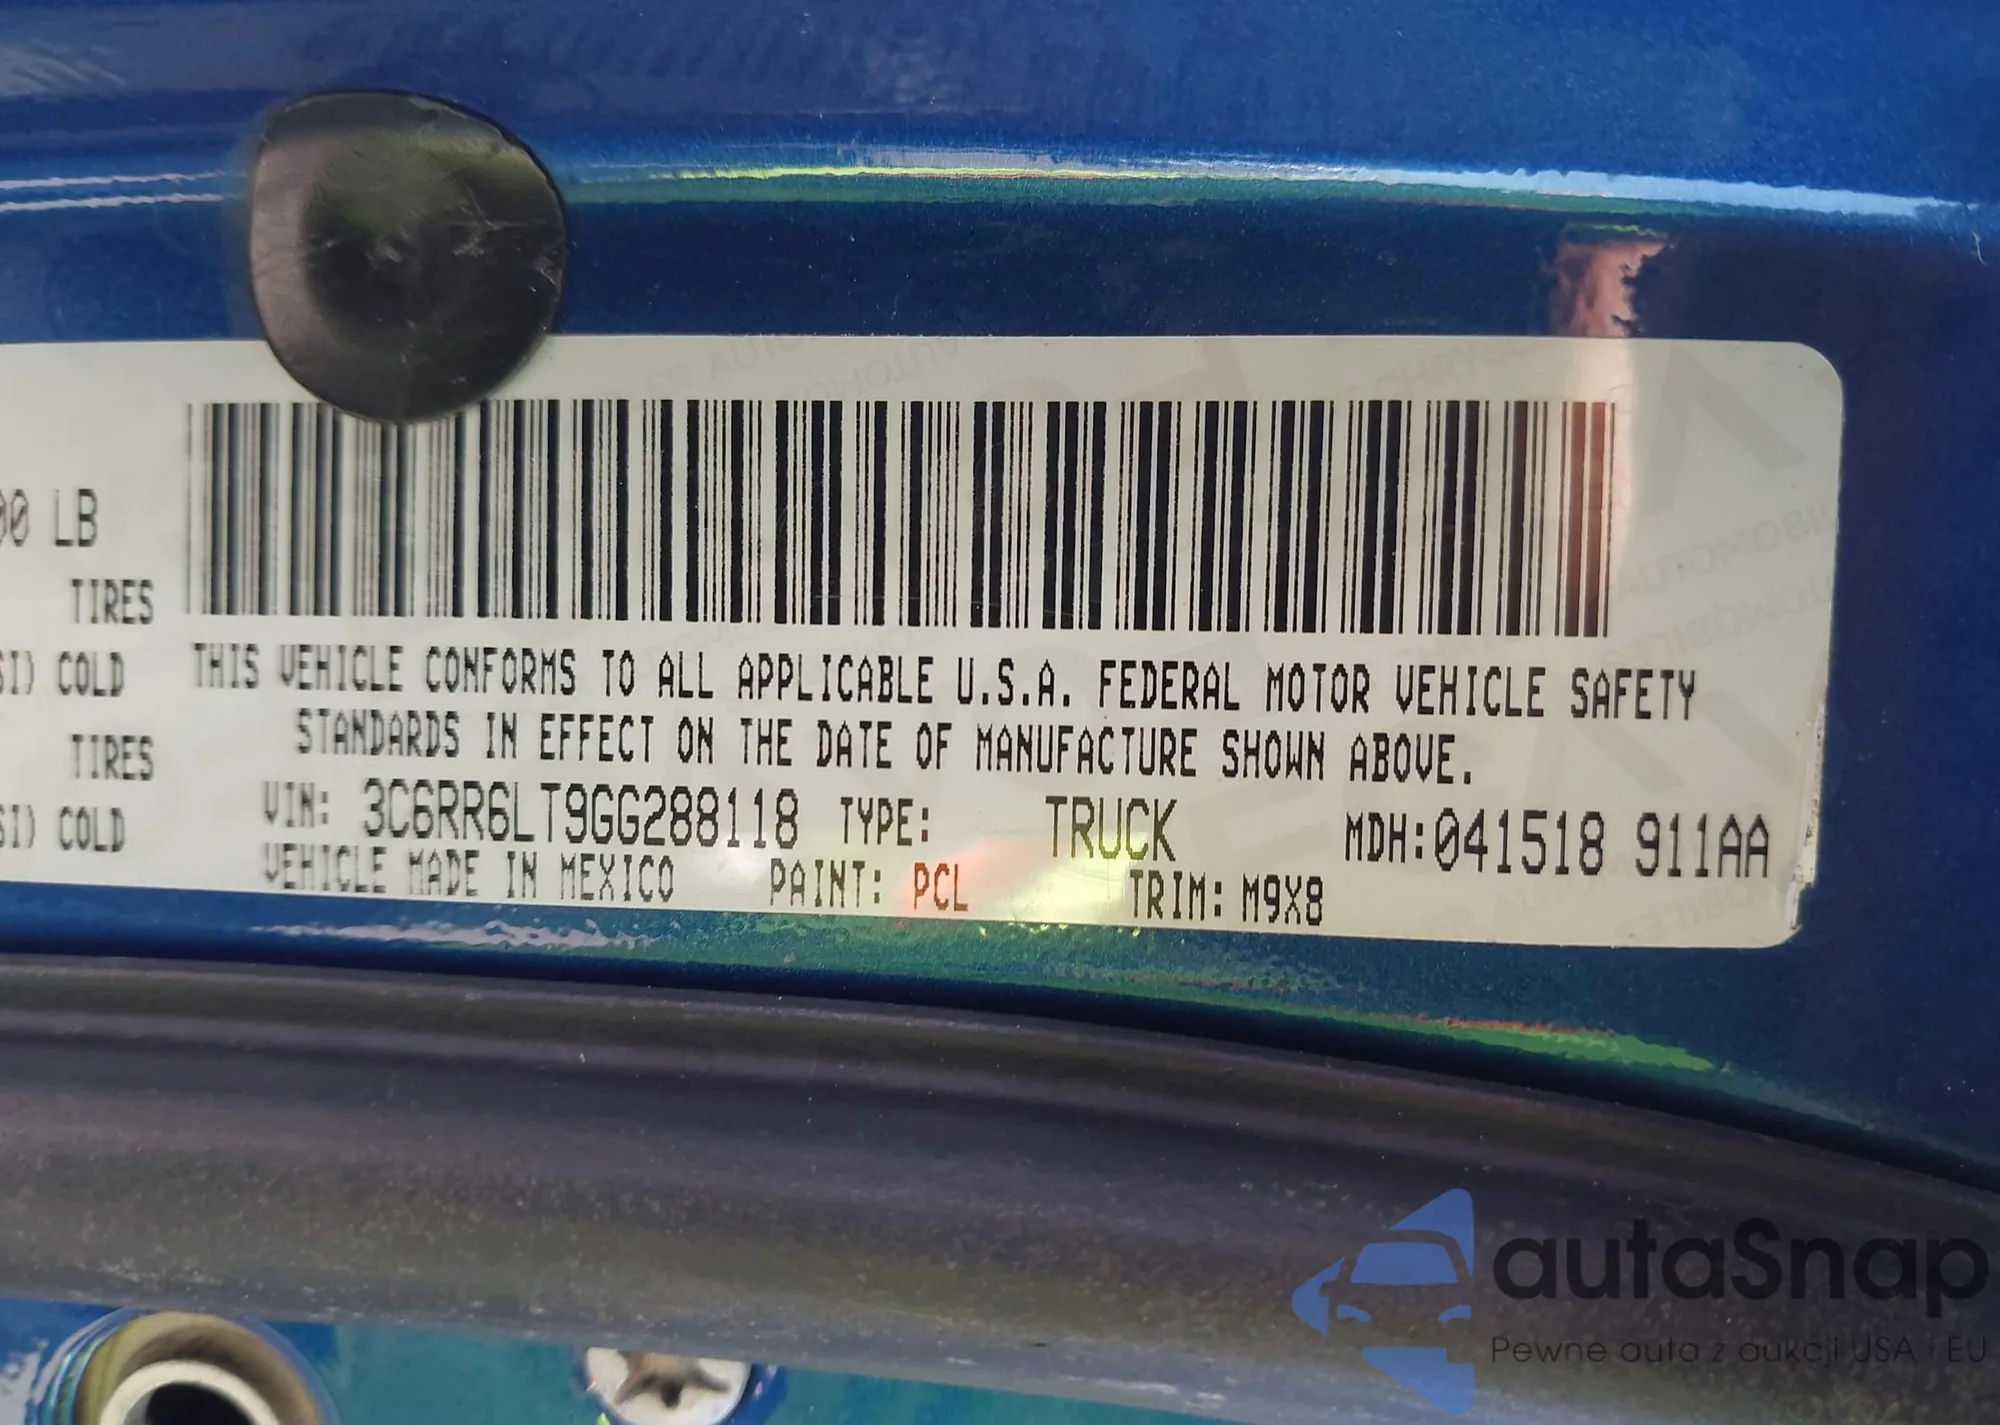 00 LB
TIRES
SI) COLD
TIRES
SI) COLD
THIS VEHICLE CONFORMS TO ALL APPLICABLE U.S.A. FEDERAL MOTOR VEHICLE SAFETY
STANDARDS IN EFFECT ON THE DATE OF MANUFACTURE SHOWN ABOVE.
VIN: 3C6RR6LT9GG288118 TYPE: TRUCK MDH:041518 911AA
VEHICLE MADE IN MEXICO PAINT: PCL TRIM: M9X8
autaSnap
Pewne auta z aukcji USA i EU